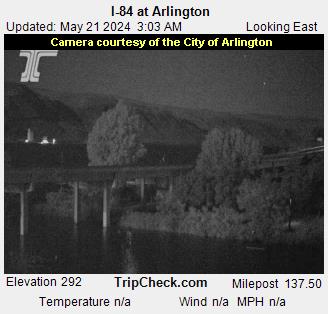 I-84 at Arlington
Updated: May 21 2024 3:03 AM Looking East
Camera courtesy of the City of Arlington
Elevation 292 TripCheck.com Milepost 137.50
Temperature n/a Wind n/a MPH n/a